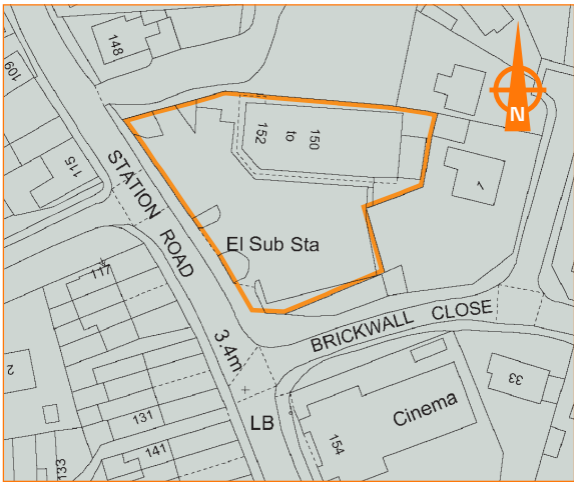 148
109
N
152
to
150
115
STATION ROAD
1
El Sub Sta
117
BRICKWALL CLOSE
3.4m
2
33
Cinema
131
LB
154
141
133